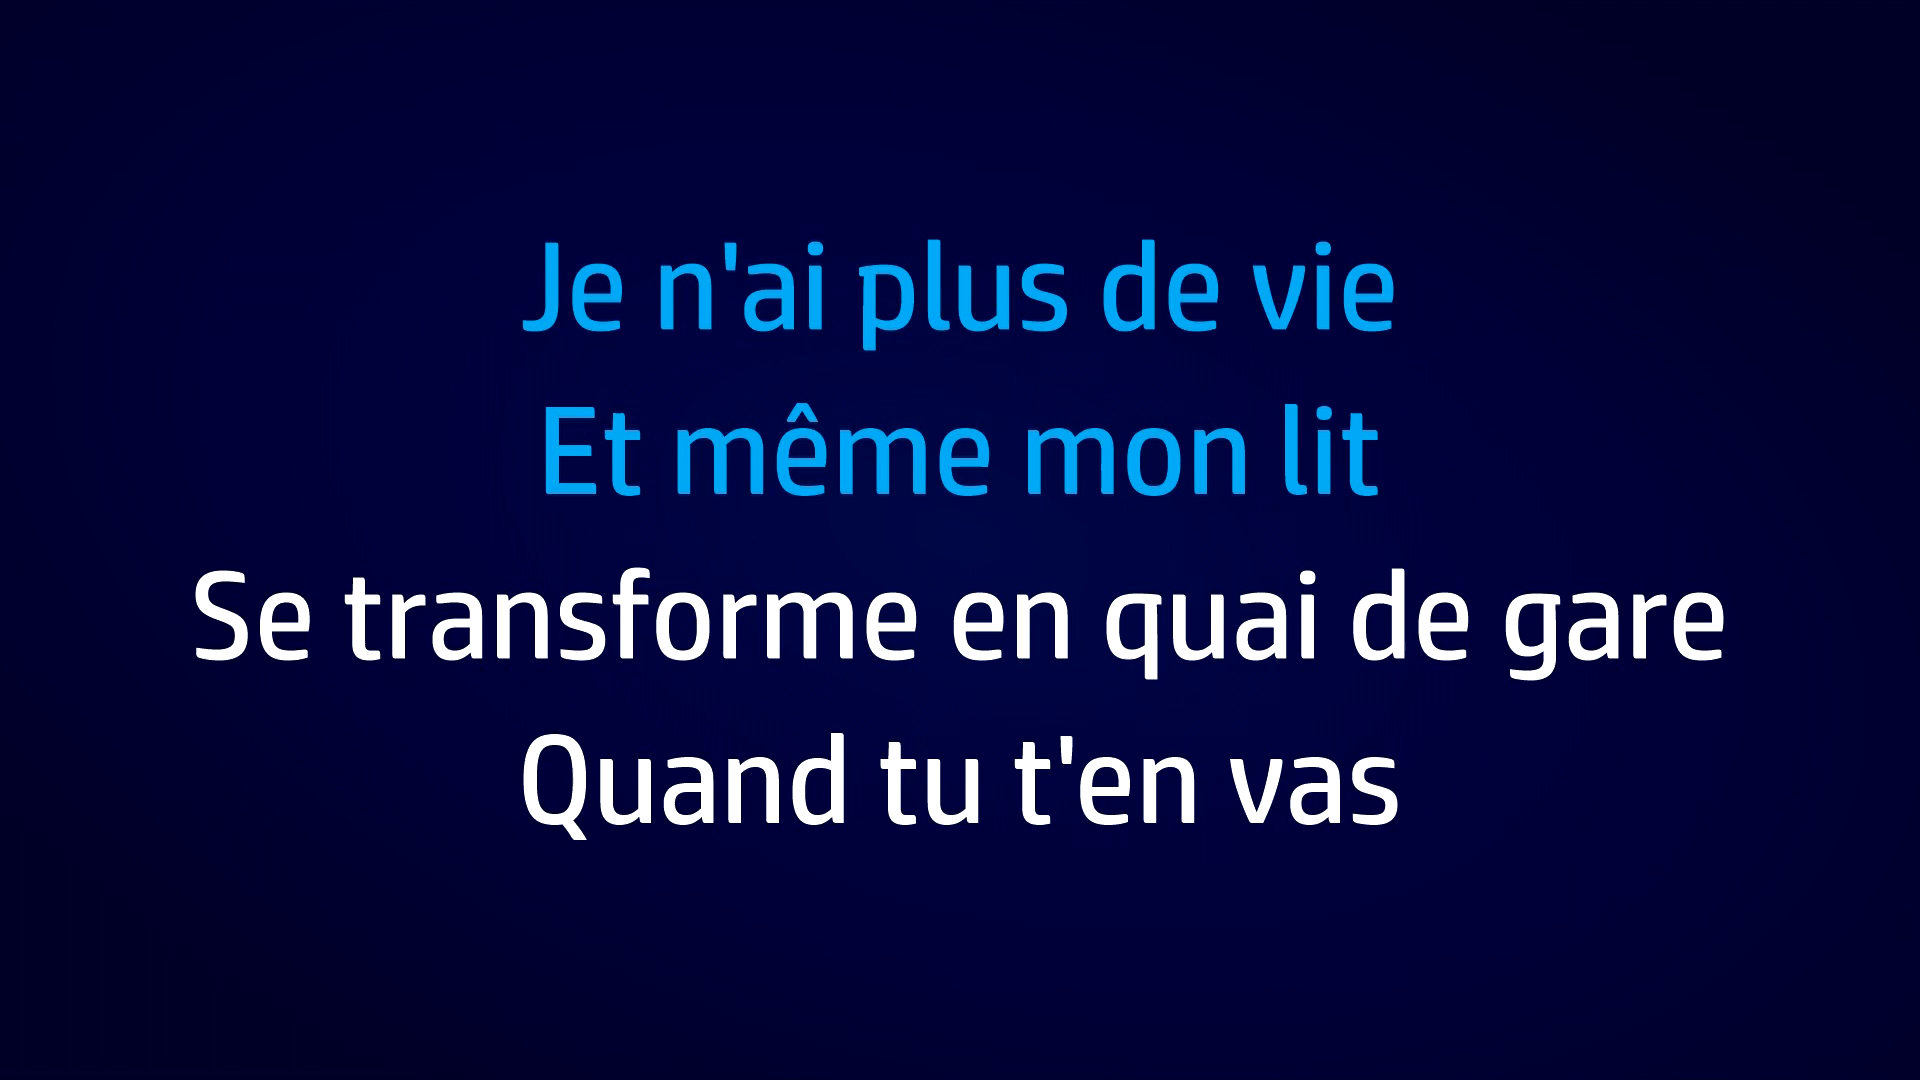 Je n'ai plus de vie
Et même mon lit
Se transforme en quai de gare
Quand tu t'en vas